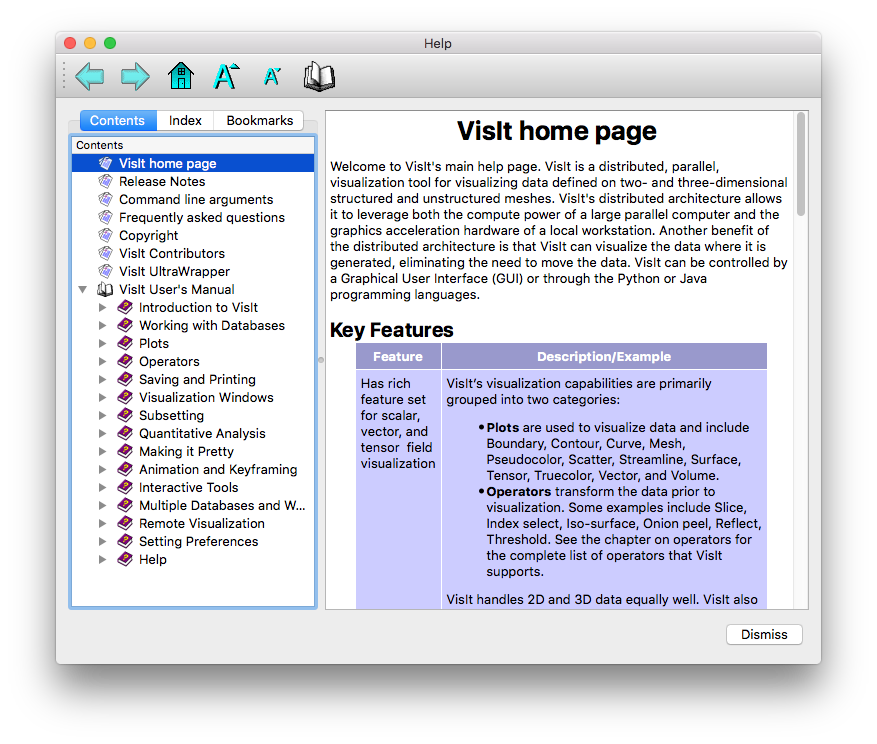 Help
A A
Contents Index Bookmarks
Contents
VisIt home page
Release Notes
Command line arguments
Frequently asked questions
Copyright
VisIt Contributors
VisIt UltraWrapper
VisIt User's Manual
Introduction to VisIt
Working with Databases
Plots
Operators
Saving and Printing
Visualization Windows
Subsetting
Quantitative Analysis
Making it Pretty
Animation and Keyframing
Interactive Tools
Multiple Databases and W...
Remote Visualization
Setting Preferences
Help
VisIt home page
Welcome to VisIt's main help page. VisIt is a distributed, parallel,
visualization tool for visualizing data defined on two- and three-dimensional
structured and unstructured meshes. VisIt's distributed architecture allows
it to leverage both the compute power of a large parallel computer and the
graphics acceleration hardware of a local workstation. Another benefit of
the distributed architecture is that VisIt can visualize the data where it is
generated, eliminating the need to move the data. VisIt can be controlled by
a Graphical User Interface (GUI) or through the Python or Java
programming languages.
Key Features
Feature Description/Example
Has rich
feature set
for scalar,
vector, and
tensor field
visualization
VisIt's visualization capabilities are primarily
grouped into two categories:
• Plots are used to visualize data and include
Boundary, Contour, Curve, Mesh,
Pseudocolor, Scatter, Streamline, Surface,
Tensor, Truecolor, Vector, and Volume.
• Operators transform the data prior to
visualization. Some examples include Slice,
Index select, Iso-surface, Onion peel, Reflect,
Threshold. See the chapter on operators for
the complete list of operators that VisIt
supports.
VisIt handles 2D and 3D data equally well. VisIt also
Dismiss